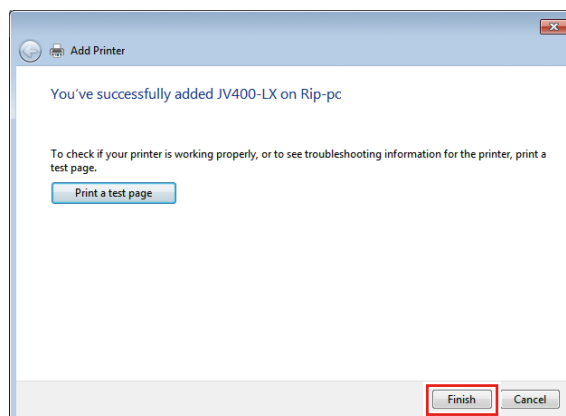 Add Printer
You've successfully added JV400-LX on Rip-pc
To check if your printer is working properly, or to see troubleshooting information for the printer, print a
test page.
Print a test page
Finish
Cancel